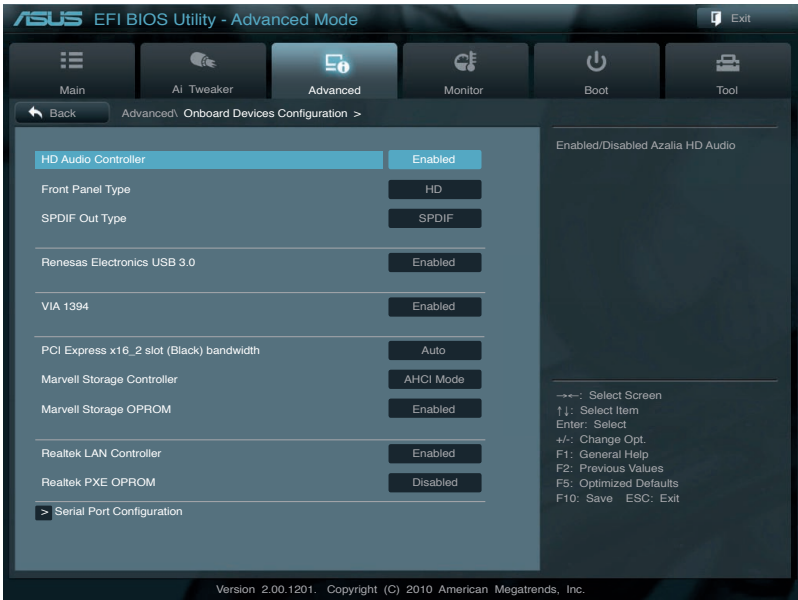 ASUS EFI BIOS Utility - Advanced Mode
Exit
Main
Ai Tweaker
Advanced
Monitor
Boot
Tool
Back
Advanced\ Onboard Devices Configuration >
HD Audio Controller Enabled
Front Panel Type HD
SPDIF Out Type SPDIF
Renesas Electronics USB 3.0 Enabled
VIA 1394 Enabled
PCI Express x16_2 slot (Black) bandwidth Auto
Marvell Storage Controller AHCI Mode
Marvell Storage OPROM Enabled
Realtek LAN Controller Enabled
Realtek PXE OPROM Disabled
> Serial Port Configuration
Enabled/Disabled Azalia HD Audio
→←: Select Screen
↑↓: Select Item
Enter: Select
+/-: Change Opt.
F1: General Help
F2: Previous Values
F5: Optimized Defaults
F10: Save ESC: Exit
Version 2.00.1201. Copyright (C) 2010 American Megatrends, Inc.